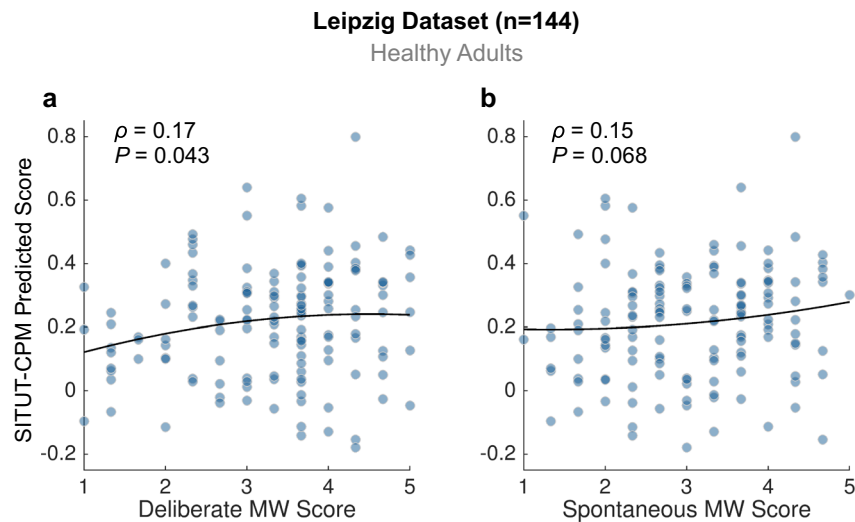 Leipzig Dataset (n=144)
Healthy Adults
a
ρ = 0.17
P = 0.043
SITUT-CPM Predicted Score
0.8
0.6
0.4
0.2
0
-0.2
1 2 3 4 5
Deliberate MW Score
b
ρ = 0.15
P = 0.068
0.8
0.6
0.4
0.2
0
-0.2
1 2 3 4 5
Spontaneous MW Score